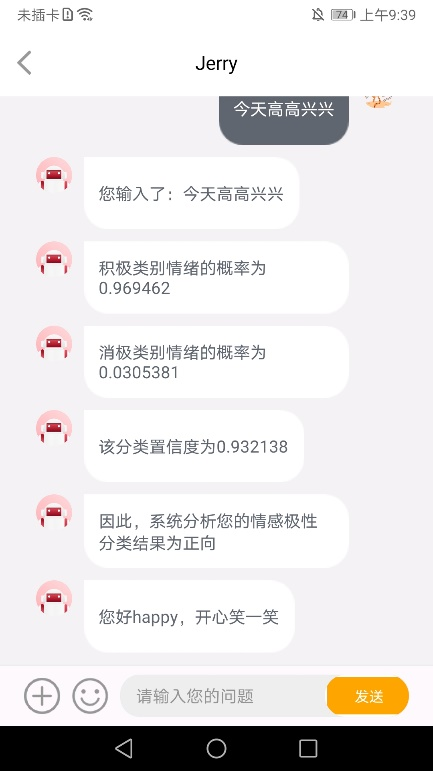 未插卡 74 上午9:39
Jerry
今天高高兴兴
您输入了：今天高高兴兴
积极类别情绪的概率为
0.969462
消极类别情绪的概率为
0.0305381
该分类置信度为0.932138
因此，系统分析您的情感极性
分类结果为正向
您好happy，开心笑一笑
请输入您的问题
发送